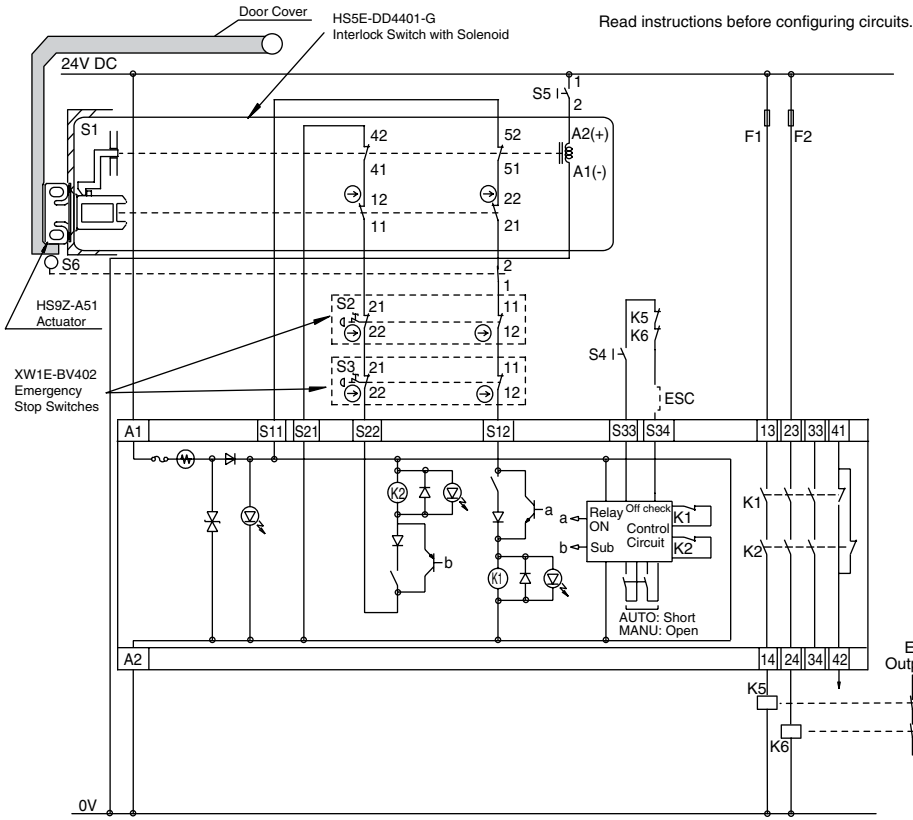 Door Cover
HS5E-DD4401-G
Interlock Switch with Solenoid
Read instructions before configuring circuits.
24V DC
S5
1
2
F1
F2
S1
42
52
A2(+)
41
51
A1(-)
12
22
11
21
S6
2
1
HS9Z-A51
Actuator
S2
21
11
22
12
K5
K6
S4
S3
21
11
22
12
ESC
XW1E-BV402
Emergency
Stop Switches
A1
S11
S21
S22
S12
S33
S34
13
23
33
41
K2
a
b
K1
a
b
Relay
ON
Sub
Off check
Control
Circuit
K1
K2
AUTO: Short
MANU: Open
K1
K2
A2
14
24
34
42
E
Outp
K5
K6
0V